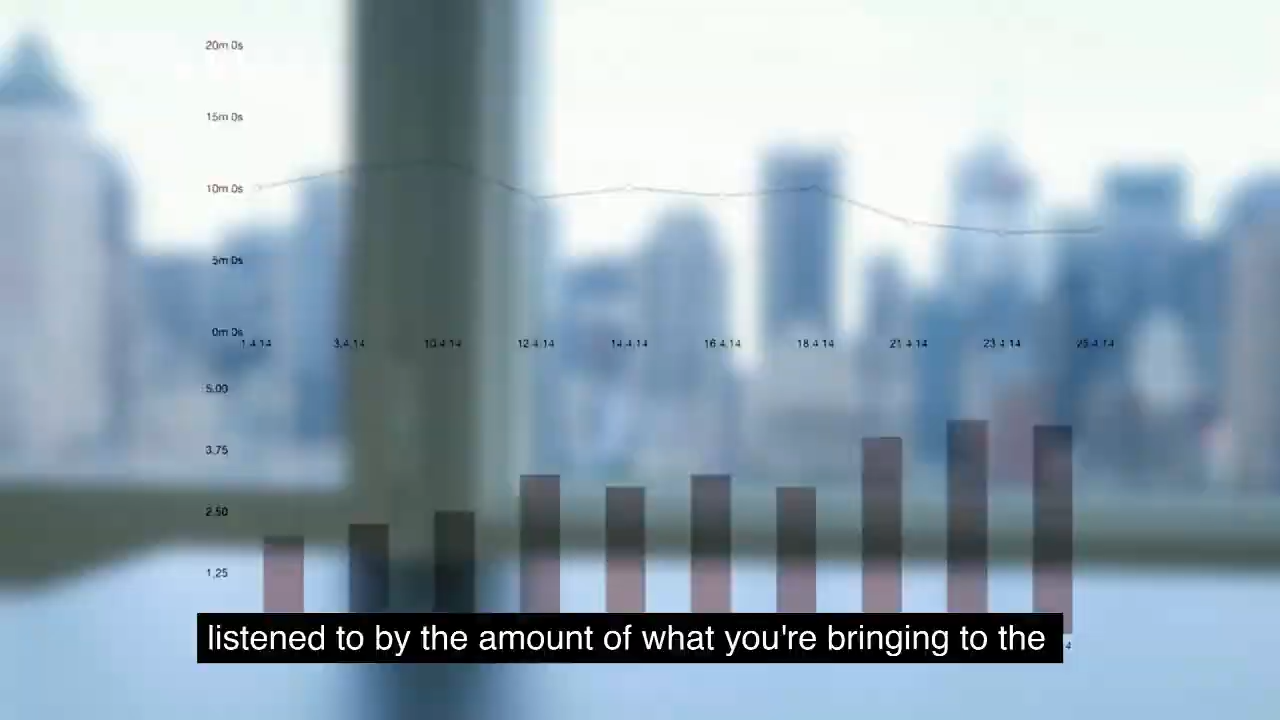 20m 0s
15m 0s
10m 0s
5m 0s
0m 0s
1.4.14 3.4.14 10.4.14 12.4.14 14.4.14 16.4.14 18.4.14 21.4.14 23.4.14 25.4.14
5.00
3.75
2.50
1.25
listened to by the amount of what you're bringing to the
4